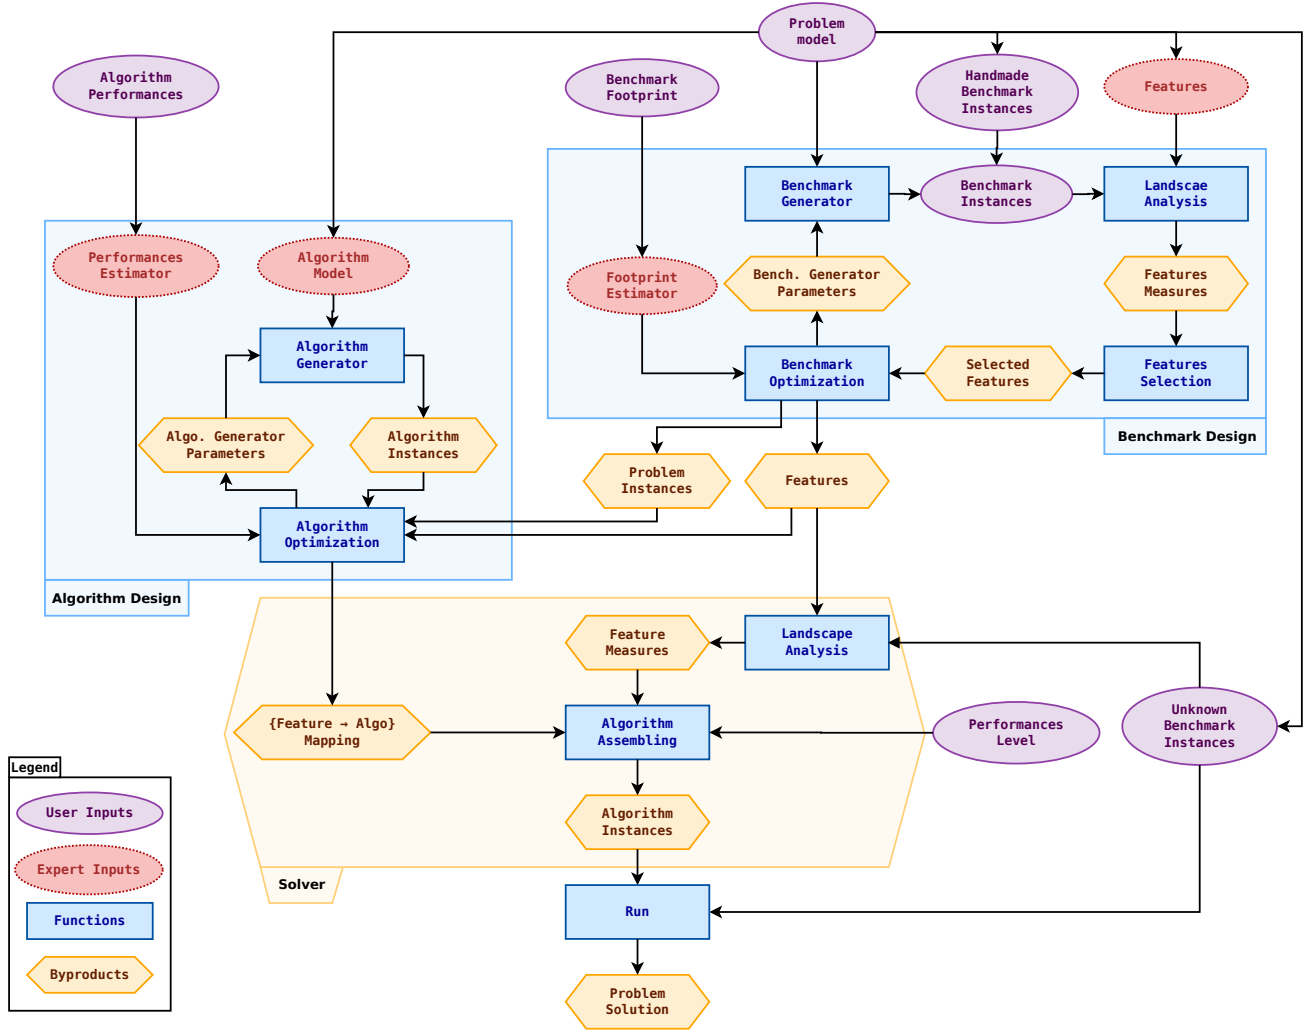 Problem
model
Algorithm
Performances
Benchmark
Footprint
Handmade
Benchmark
Instances
Features
Benchmark
Generator
Benchmark
Instances
Landscae
Analysis
Performances
Estimator
Algorithm
Model
Footprint
Estimator
Bench. Generator
Parameters
Features
Measures
Algorithm
Generator
Benchmark
Optimization
Selected
Features
Features
Selection
Algo. Generator
Parameters
Algorithm
Instances
Benchmark Design
Problem
Instances
Features
Algorithm
Optimization
Algorithm Design
Feature
Measures
Landscape
Analysis
{Feature → Algo}
Mapping
Algorithm
Assembling
Performances
Level
Unknown
Benchmark
Instances
Algorithm
Instances
Solver
Run
Problem
Solution
Legend
User Inputs
Expert Inputs
Functions
Byproducts